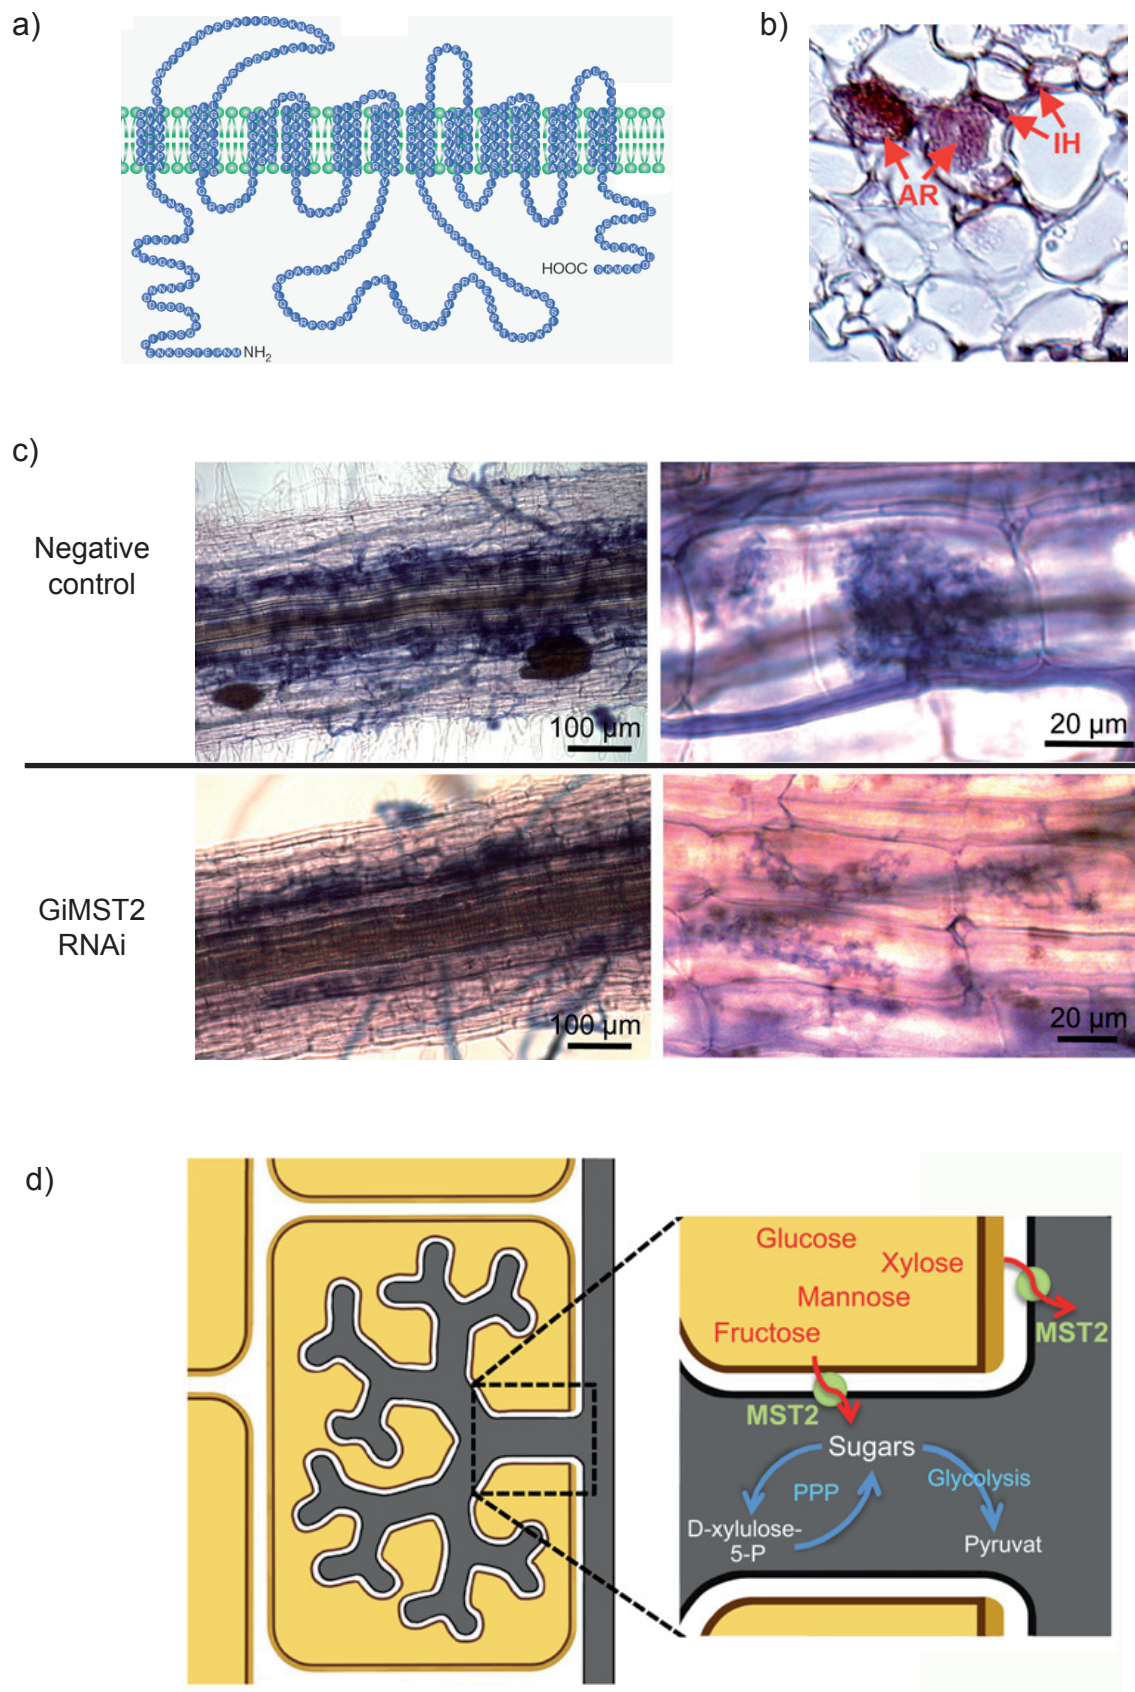 a)
NH2
HOOC
b)
AR
IH
c)
Negative
control
100 µm
20 µm
GiMST2
RNAi
100 µm
20 µm
d)
Glucose
Xylose
Mannose
Fructose
MST2
MST2
Sugars
PPP
Glycolysis
D-xylulose-
5-P
Pyruvat